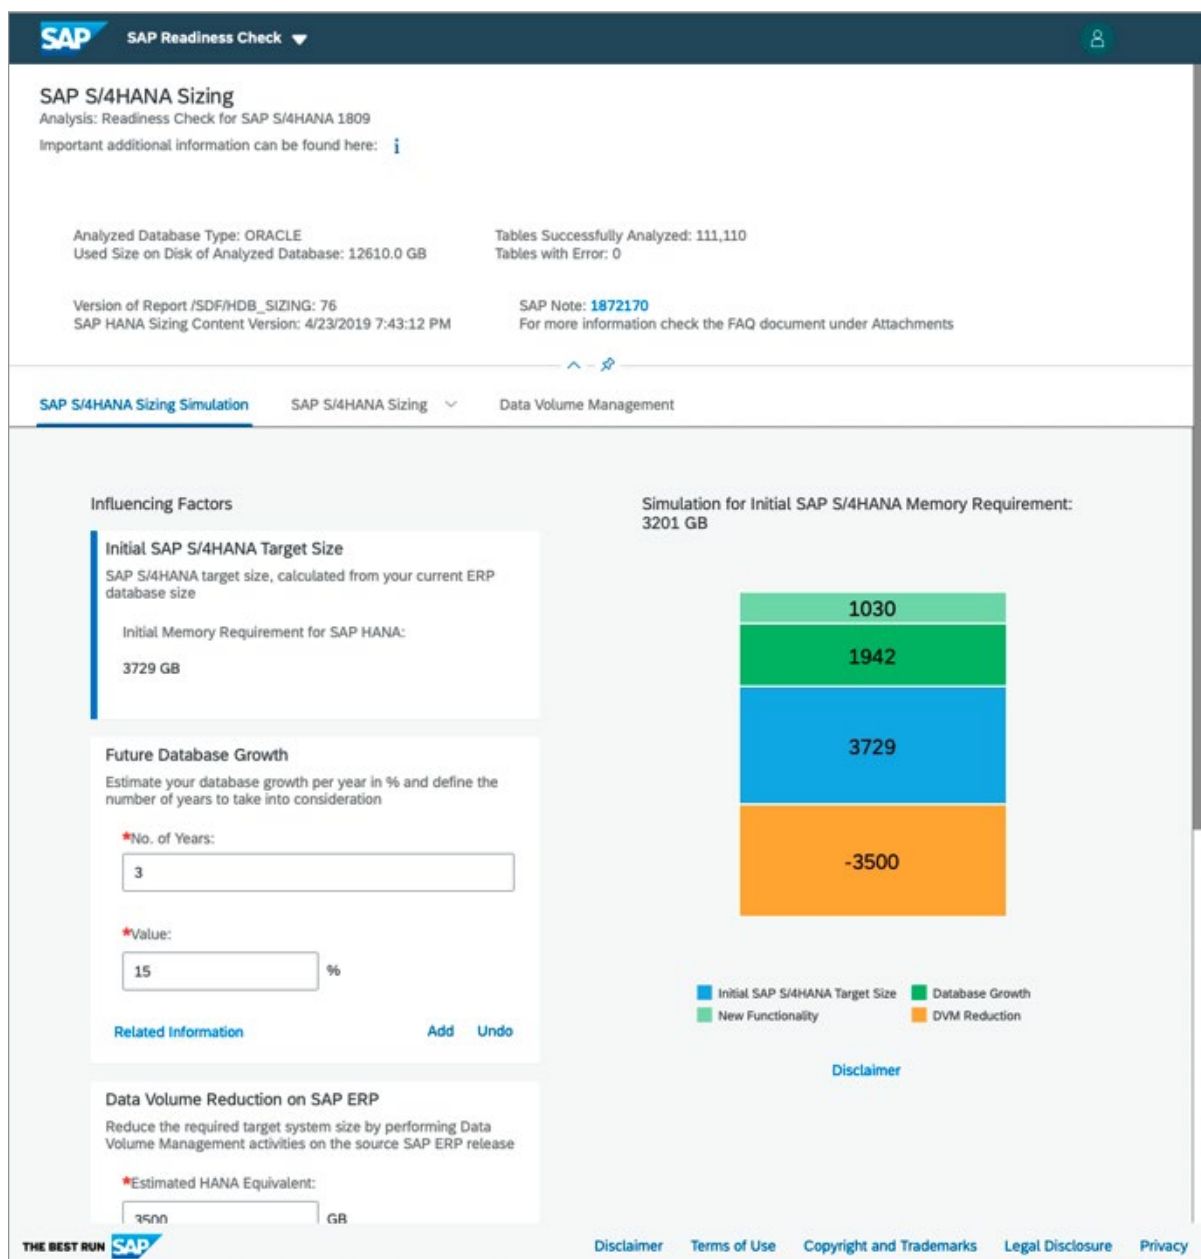 SAP SAP Readiness Check
SAP S/4HANA Sizing
Analysis: Readiness Check for SAP S/4HANA 1809
Important additional information can be found here: i
Analyzed Database Type: ORACLE
Used Size on Disk of Analyzed Database: 12610.0 GB
Tables Successfully Analyzed: 111,110
Tables with Error: 0
Version of Report /SDF/HDB_SIZING: 76
SAP HANA Sizing Content Version: 4/23/2019 7:43:12 PM
SAP Note: 1872170
For more information check the FAQ document under Attachments
SAP S/4HANA Sizing Simulation SAP S/4HANA Sizing Data Volume Management
Influencing Factors
Initial SAP S/4HANA Target Size
SAP S/4HANA target size, calculated from your current ERP
database size
Initial Memory Requirement for SAP HANA:
3729 GB
Future Database Growth
Estimate your database growth per year in % and define the
number of years to take into consideration
*No. of Years:
3
*Value:
15 %
Related Information Add Undo
Data Volume Reduction on SAP ERP
Reduce the required target system size by performing Data
Volume Management activities on the source SAP ERP release
*Estimated HANA Equivalent:
3500 GB
Simulation for Initial SAP S/4HANA Memory Requirement:
3201 GB
1030
1942
3729
-3500
Initial SAP S/4HANA Target Size Database Growth
New Functionality DVM Reduction
Disclaimer
THE BEST RUN SAP Disclaimer Terms of Use Copyright and Trademarks Legal Disclosure Privacy